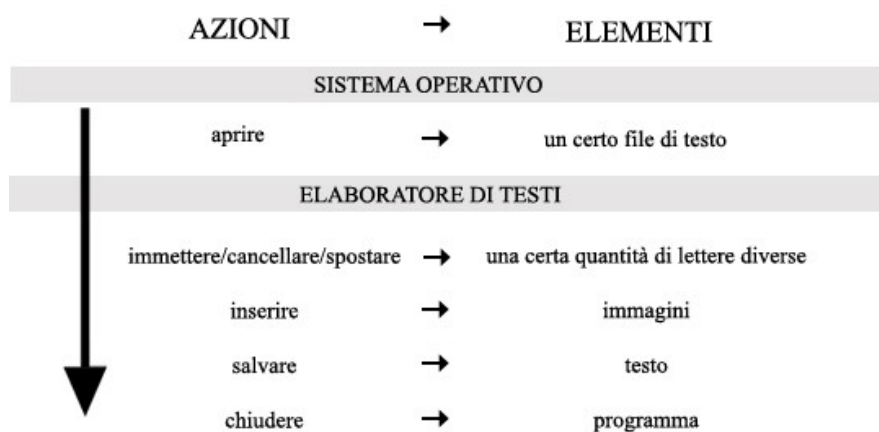 AZIONI → ELEMENTI
SISTEMA OPERATIVO
aprire → un certo file di testo
ELABORATORE DI TESTI
immettere/cancellare/spostare → una certa quantità di lettere diverse
inserire → immagini
salvare → testo
chiudere → programma